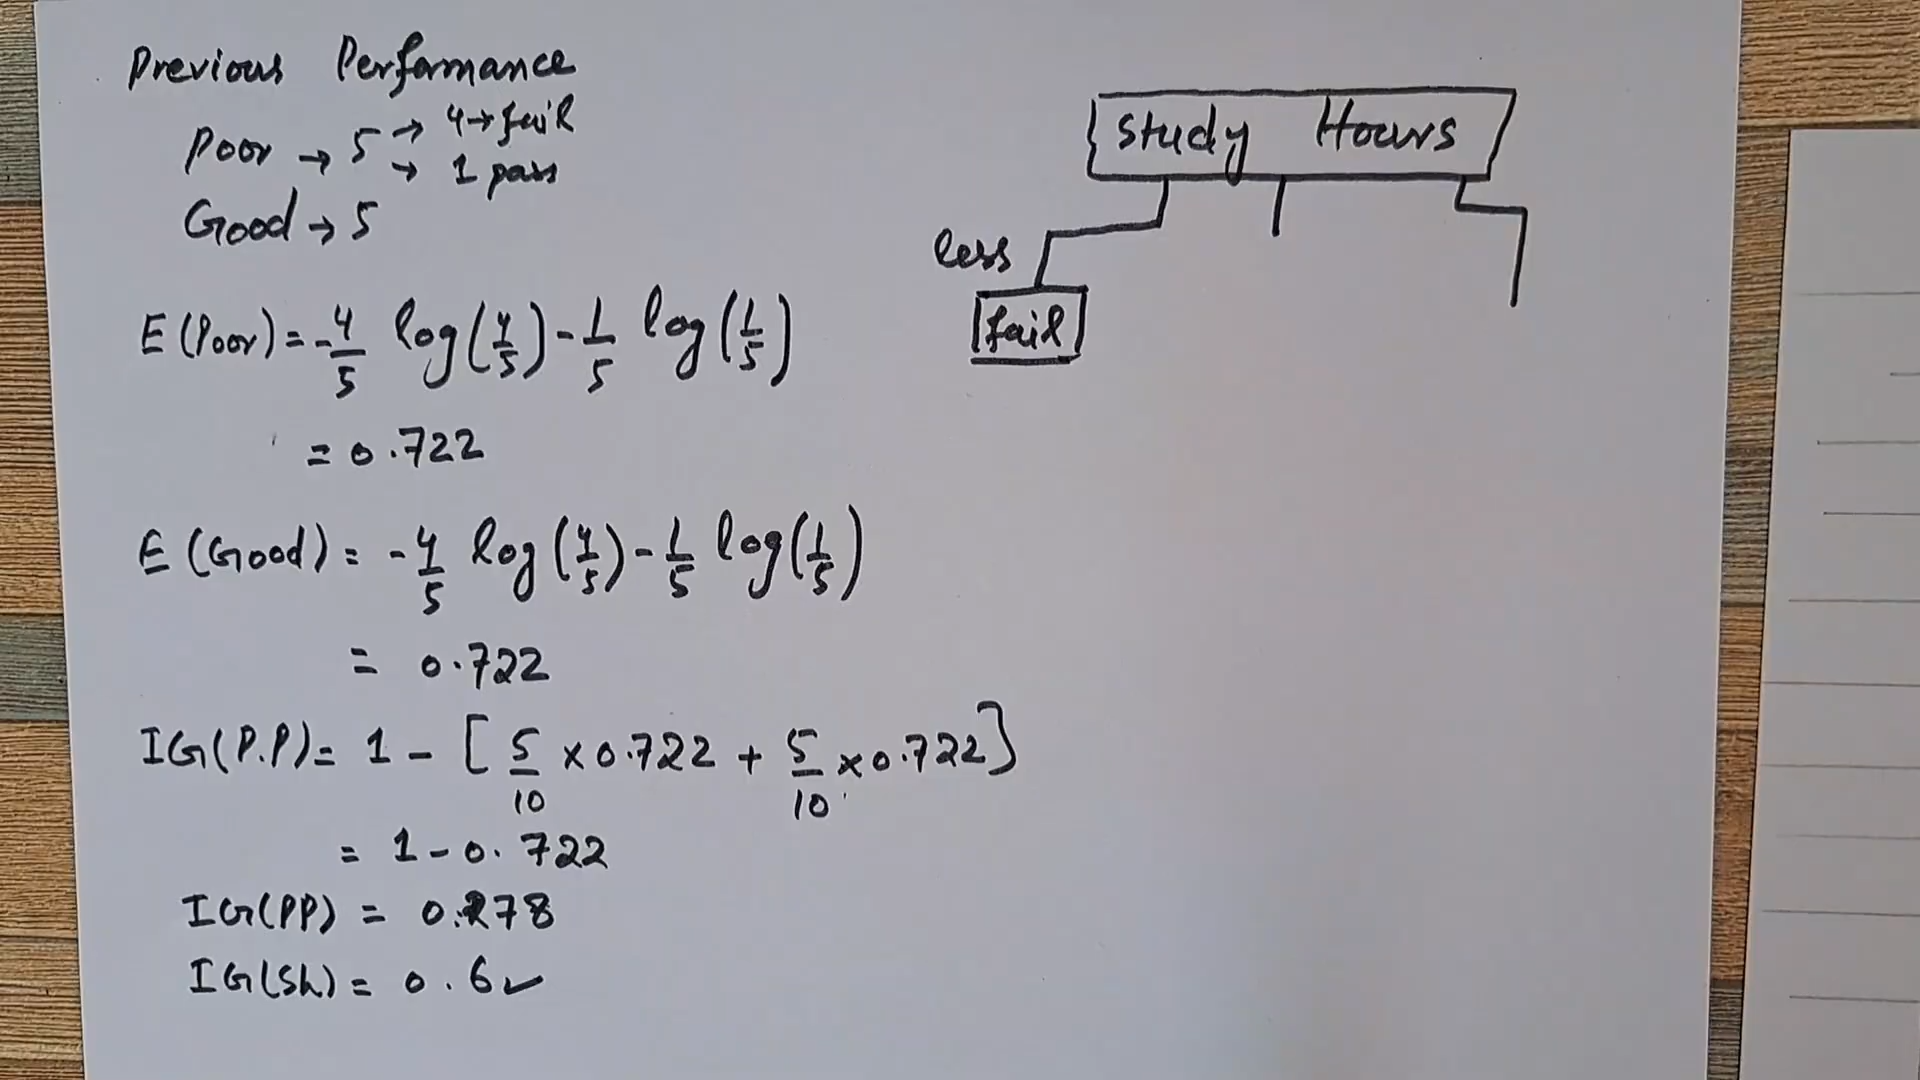 Previous Performance
Poor → 5 → 4 → fail
→ 1 pass
Good → 5
E (Poor) = -4/5 log(4/5) - 1/5 log(1/5)
= 0.722
E (Good) = -4/5 log(4/5) - 1/5 log(1/5)
= 0.722
IG(P.P) = 1 - [5/10 × 0.722 + 5/10 × 0.722]
= 1 - 0.722
IG(PP) = 0.278
IG(Sh) = 0.6 ✓
Study Hours
less
fail